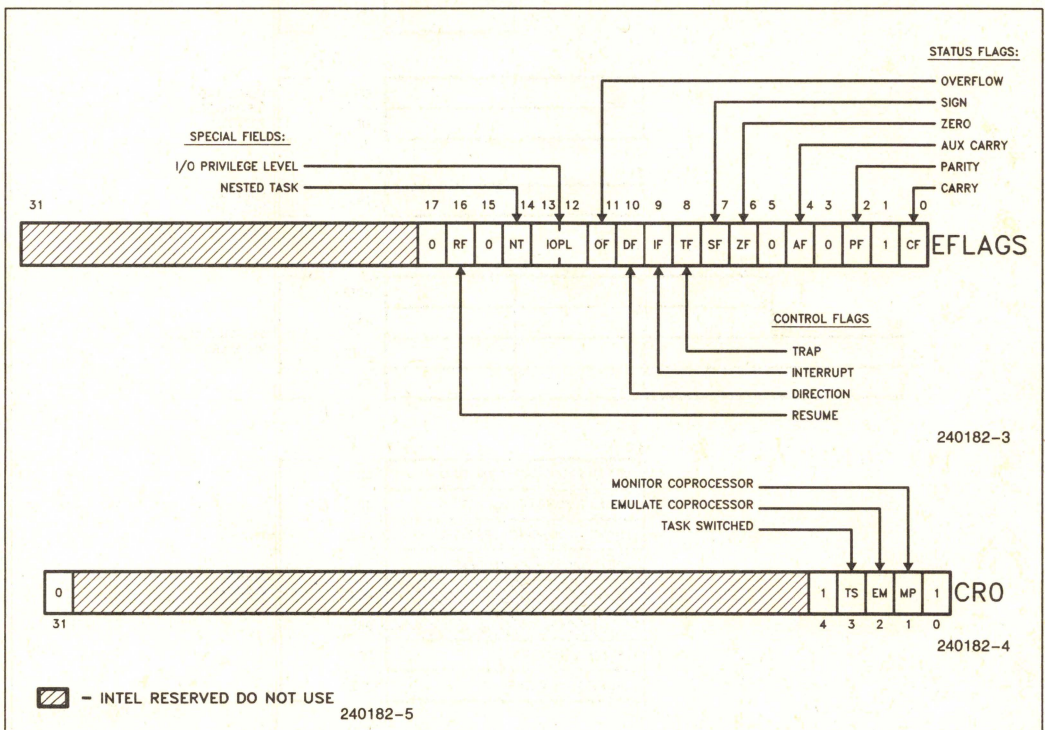 STATUS FLAGS:
OVERFLOW
SIGN
ZERO
AUX CARRY
PARITY
CARRY
SPECIAL FIELDS:
I/O PRIVILEGE LEVEL
NESTED TASK
31 17 16 15 14 13 12 11 10 9 8 7 6 5 4 3 2 1 0
0 RF 0 NT IOPL OF DF IF TF SF ZF 0 AF 0 PF 1 CF EFLAGS
CONTROL FLAGS
TRAP
INTERRUPT
DIRECTION
RESUME
240182-3
MONITOR COPROCESSOR
EMULATE COPROCESSOR
TASK SWITCHED
0 1 TS EM MP 1 CR0
31 4 3 2 1 0
240182-4
- INTEL RESERVED DO NOT USE
240182-5